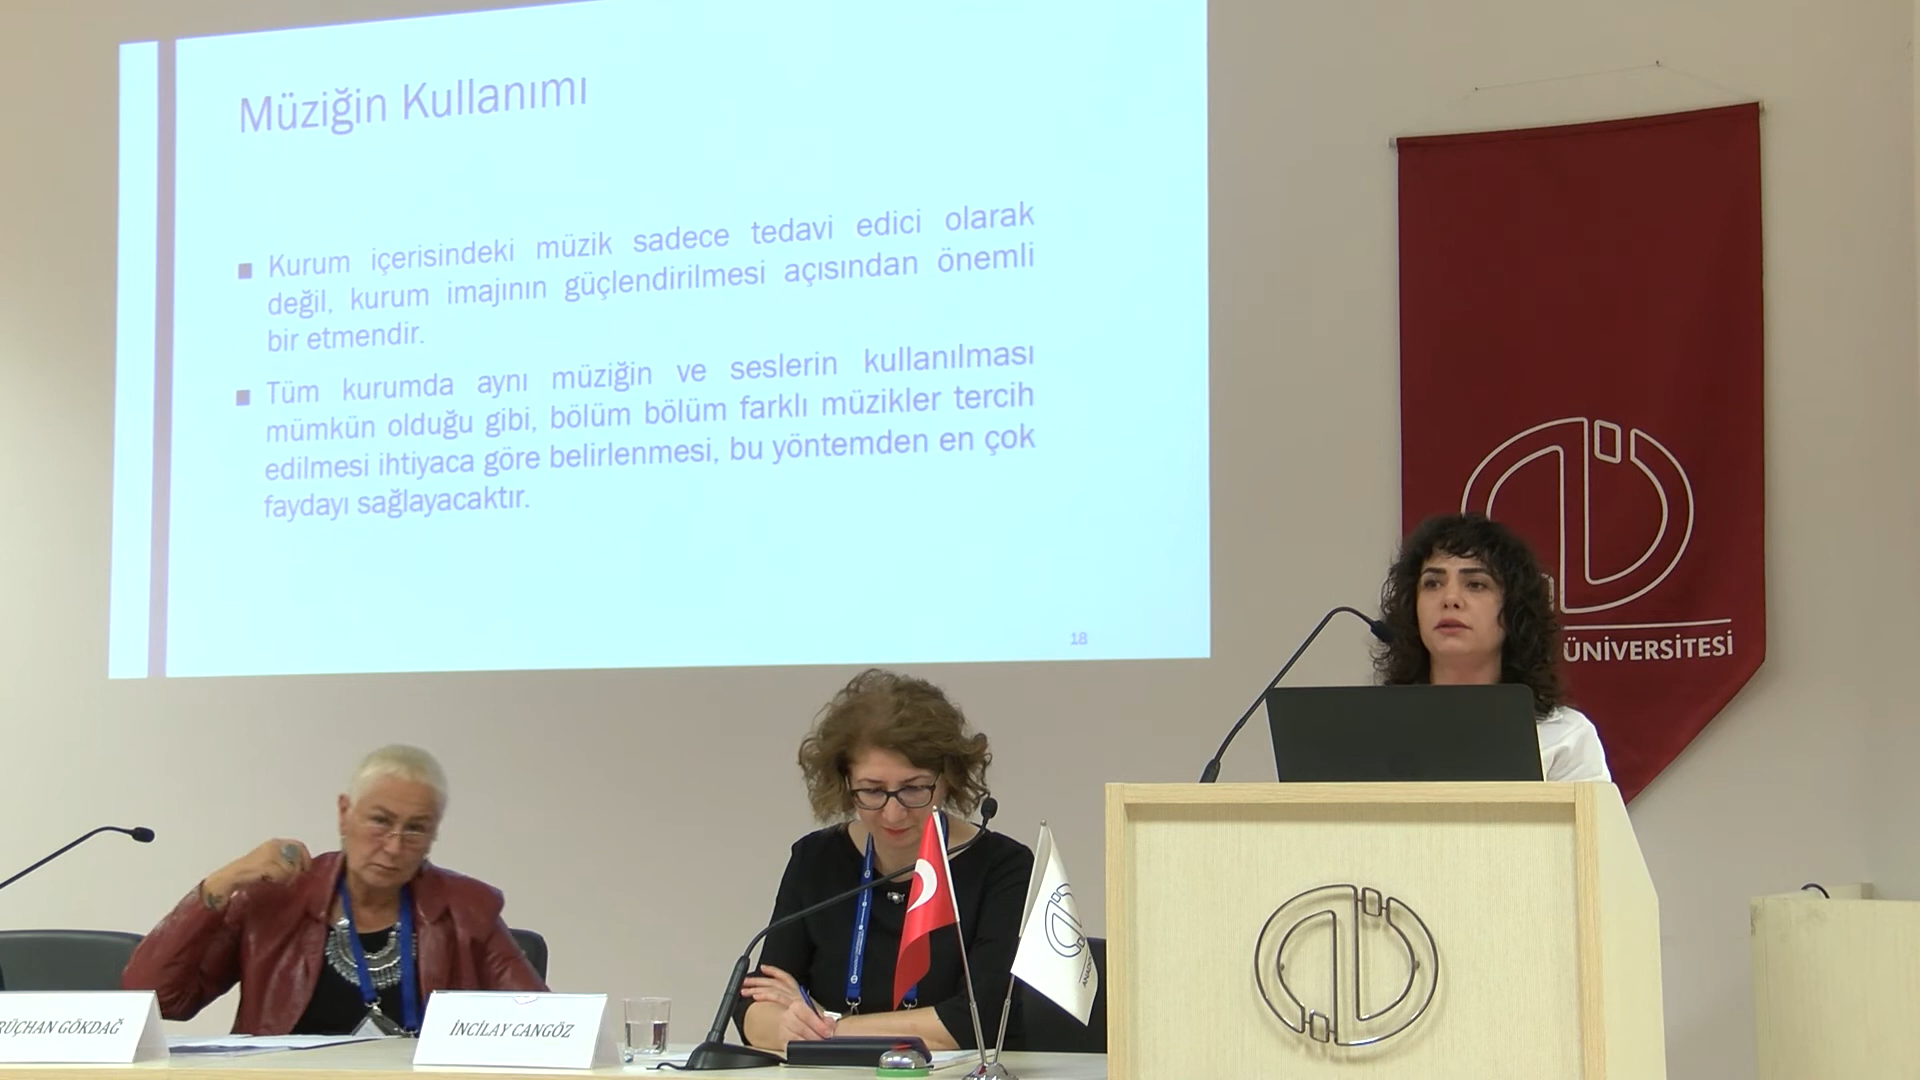 Müziğin Kullanımı
Kurum içerisindeki müzik sadece tedavi edici olarak
değil, kurum imajının güçlendirilmesi açısından önemli
bir etmendir.
Tüm kurumda aynı müziğin ve seslerin kullanılması
mümkün olduğu gibi, bölüm bölüm farklı müzikler tercih
edilmesi ihtiyaca göre belirlenmesi, bu yöntemden en çok
faydayı sağlayacaktır.
18
ÜNİVERSİTESİ
RÜÇHAN GÖKDAĞ
İNCİLAY CANGÖZ